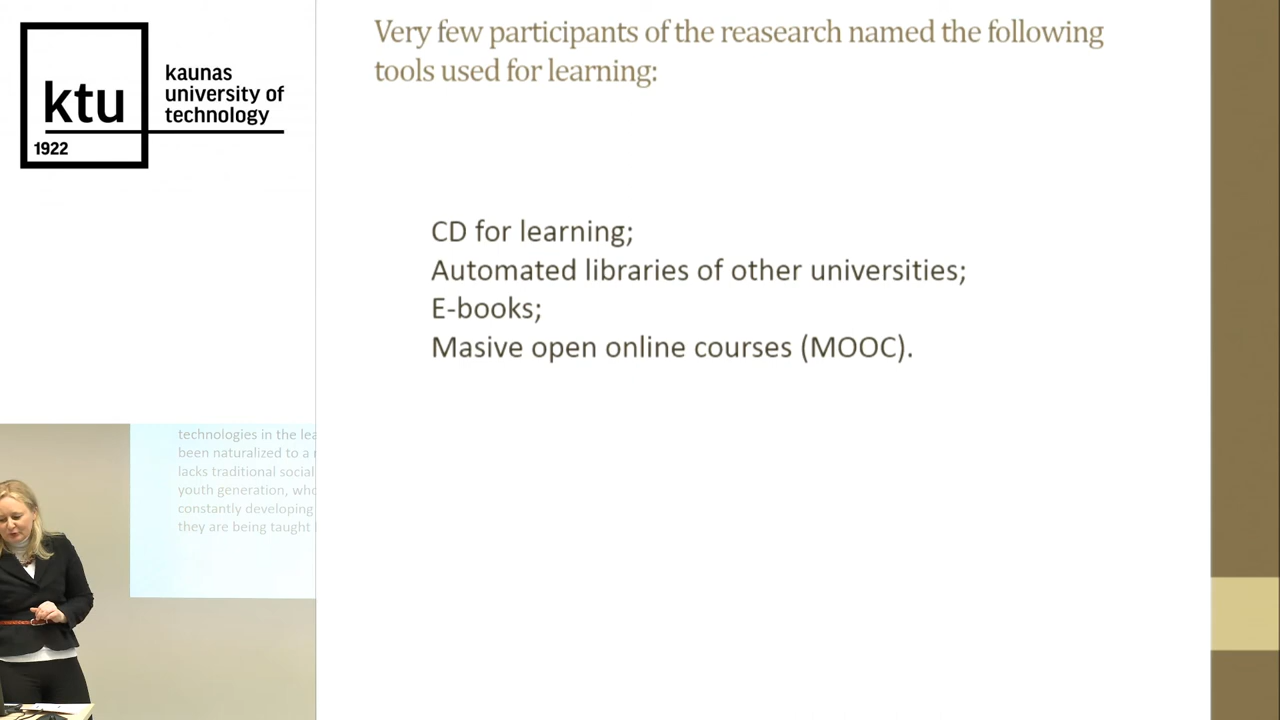 ktu
1922
kaunas
university of
technology
Very few participants of the reasearch named the following
tools used for learning:
CD for learning;
Automated libraries of other universities;
E-books;
Masive open online courses (MOOC).
technologies in the lea
been naturalized to a
lacks traditional social
youth generation, who
constantly developing
they are being taught